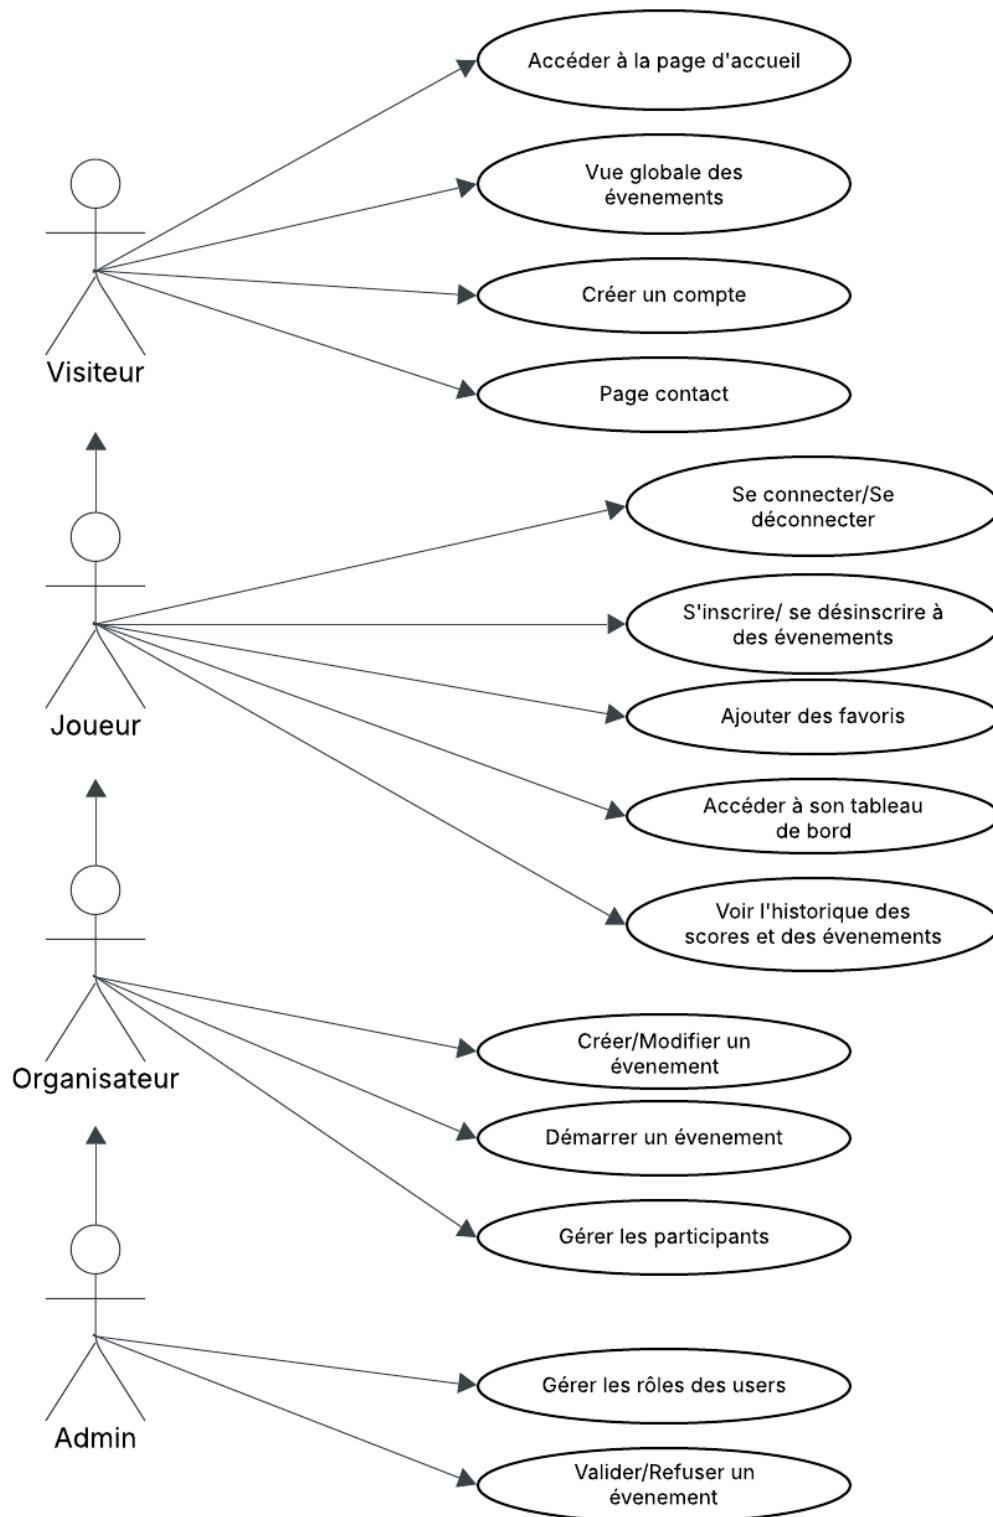 Accéder à la page d'accueil
Vue globale des
évenements
Créer un compte
Page contact
Visiteur
Se connecter/Se
déconnecter
S'inscrire/ se désinscrire à
des évenements
Ajouter des favoris
Accéder à son tableau
de bord
Voir l'historique des
scores et des évenements
Joueur
Créer/Modifier un
évenement
Démarrer un évenement
Gérer les participants
Organisateur
Gérer les rôles des users
Valider/Refuser un
évenement
Admin